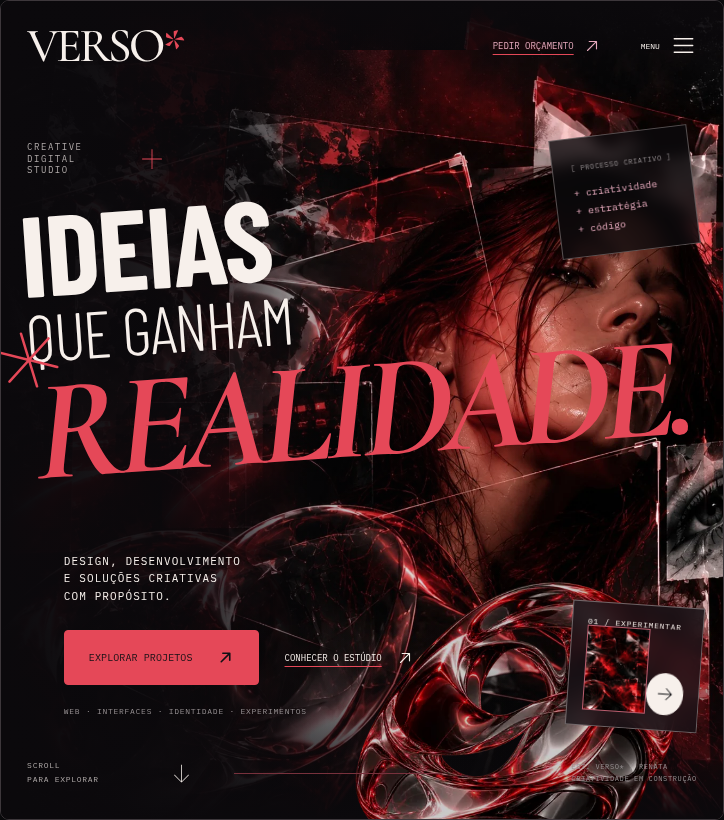 VERSO*
PEDIR ORÇAMENTO
MENU
CREATIVE
DIGITAL
STUDIO
[ PROCESSO CRIATIVO ]
+ criatividade
+ estratégia
+ código
IDEIAS
QUE GANHAM
REALIDADE.
DESIGN, DESENVOLVIMENTO
E SOLUÇÕES CRIATIVAS
COM PROPÓSITO.
EXPLORAR PROJETOS
CONHECER O ESTÚDIO
01 / EXPERIMENTAR
WEB · INTERFACES · IDENTIDADE · EXPERIMENTOS
SCROLL
PARA EXPLORAR
RENATA
CRIATIVIDADE EM CONSTRUÇÃO